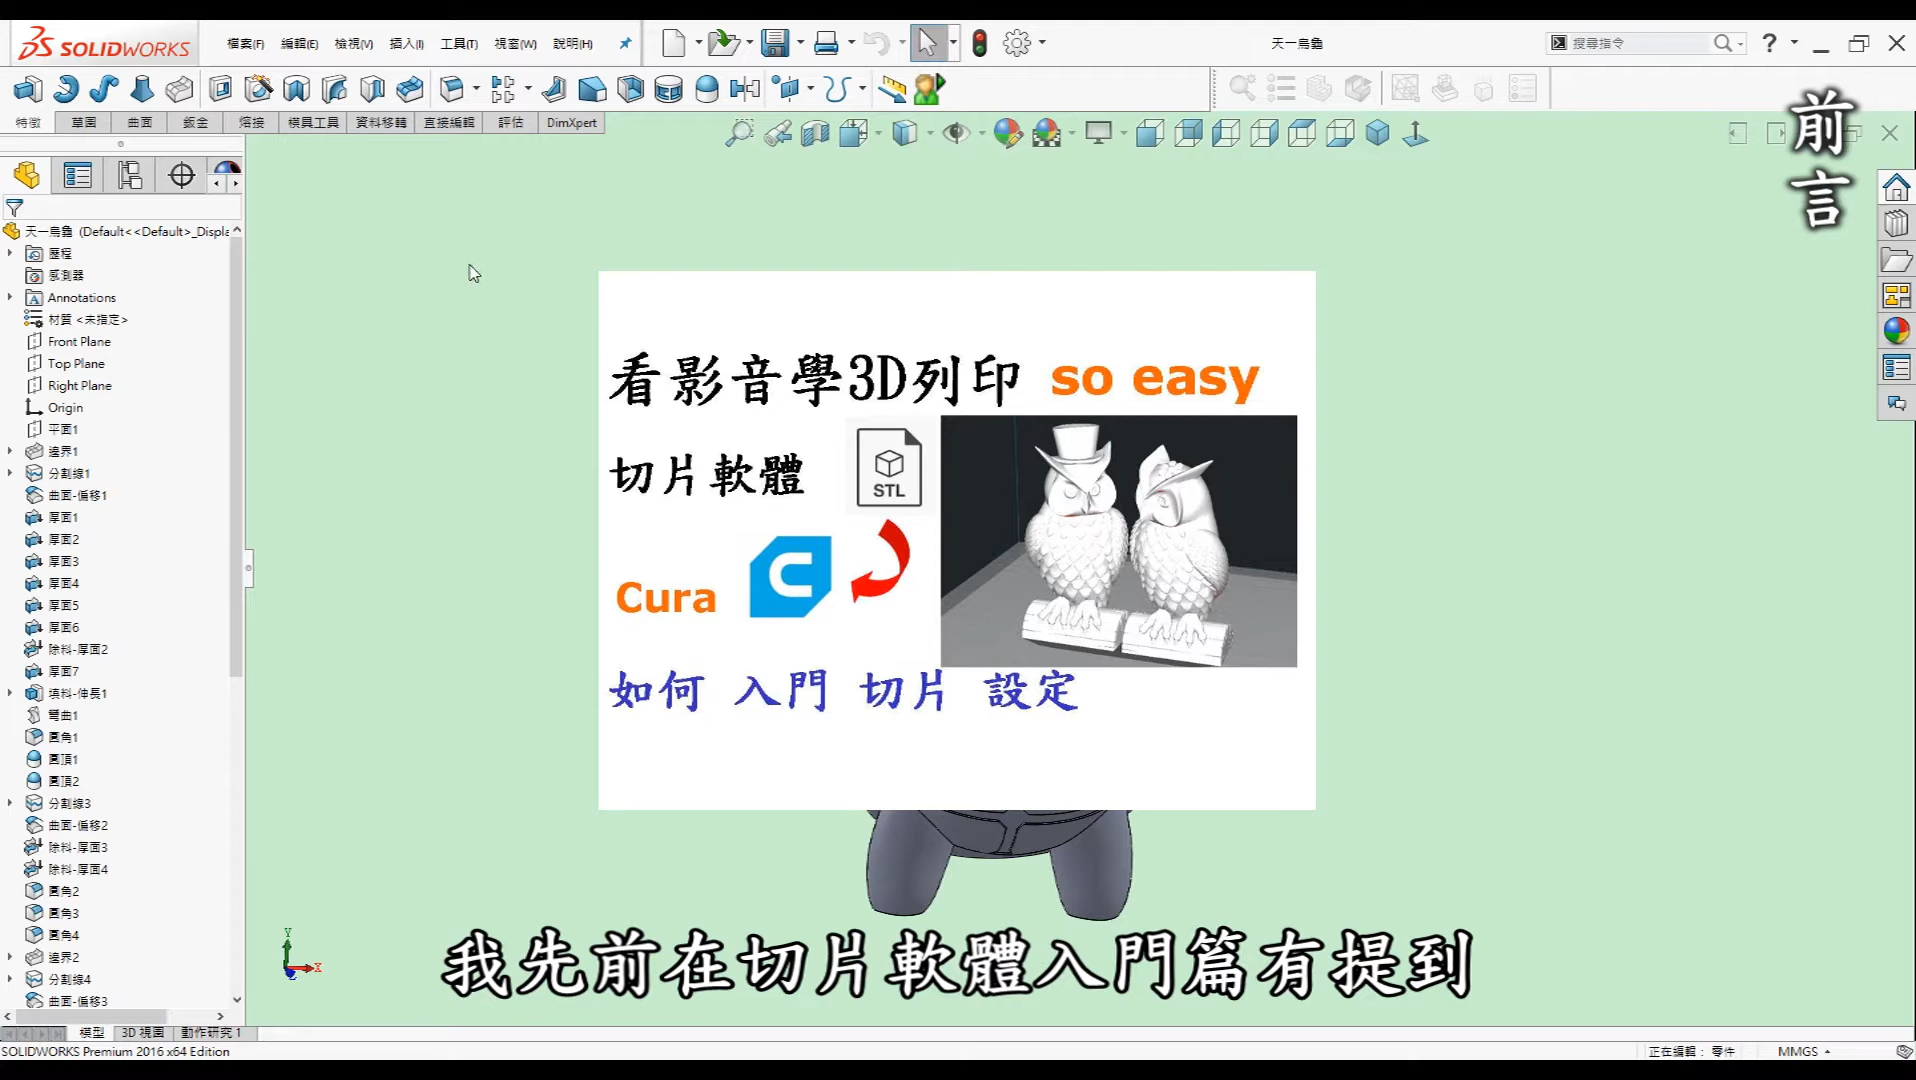 SOLIDWORKS
檔案(F) 編輯(E) 檢視(V) 插入(I) 工具(T) 視窗(W) 說明(H)
天一烏龜
搜尋指令
特徵 草圖 曲面 鈑金 熔接 模具工具 資料移轉 直接編輯 評估 DimXpert
前言
天一烏龜 (Default<<Default>_Displa
歷程
感測器
Annotations
材質 <未指定>
Front Plane
Top Plane
Right Plane
Origin
平面1
邊界1
分割線1
曲面-偏移1
厚面1
厚面2
厚面3
厚面4
厚面5
厚面6
除料-厚面2
厚面7
填料-伸長1
彎曲1
圓角1
圓頂1
圓頂2
分割線3
曲面-偏移2
除料-厚面3
除料-厚面4
圓角2
圓角3
圓角4
邊界2
分割線4
曲面-偏移3
看影音學3D列印 so easy
切片軟體
STL
Cura
C
如何 入門 切片 設定
Y
X
我先前在切片軟體入門篇有提到
模型 3D 視圖 動作研究 1
SOLIDWORKS Premium 2016 x64 Edition
正在編輯： 零件
MMGS